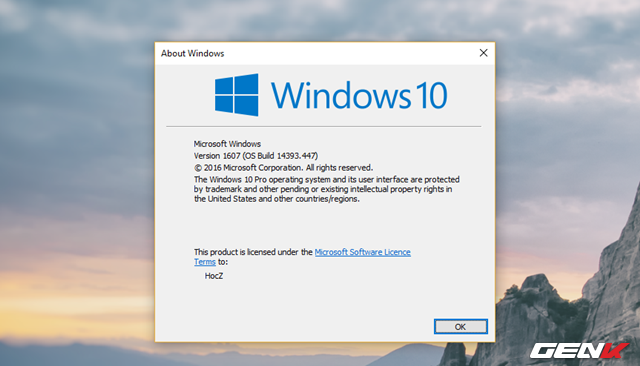 About Windows
Windows 10
Microsoft Windows
Version 1607 (OS Build 14393.447)
© 2016 Microsoft Corporation. All rights reserved.
The Windows 10 Pro operating system and its user interface are protected
by trademark and other pending or existing intellectual property rights in
the United States and other countries/regions.
This product is licensed under the Microsoft Software Licence
Terms to:
HocZ
OK
GENK